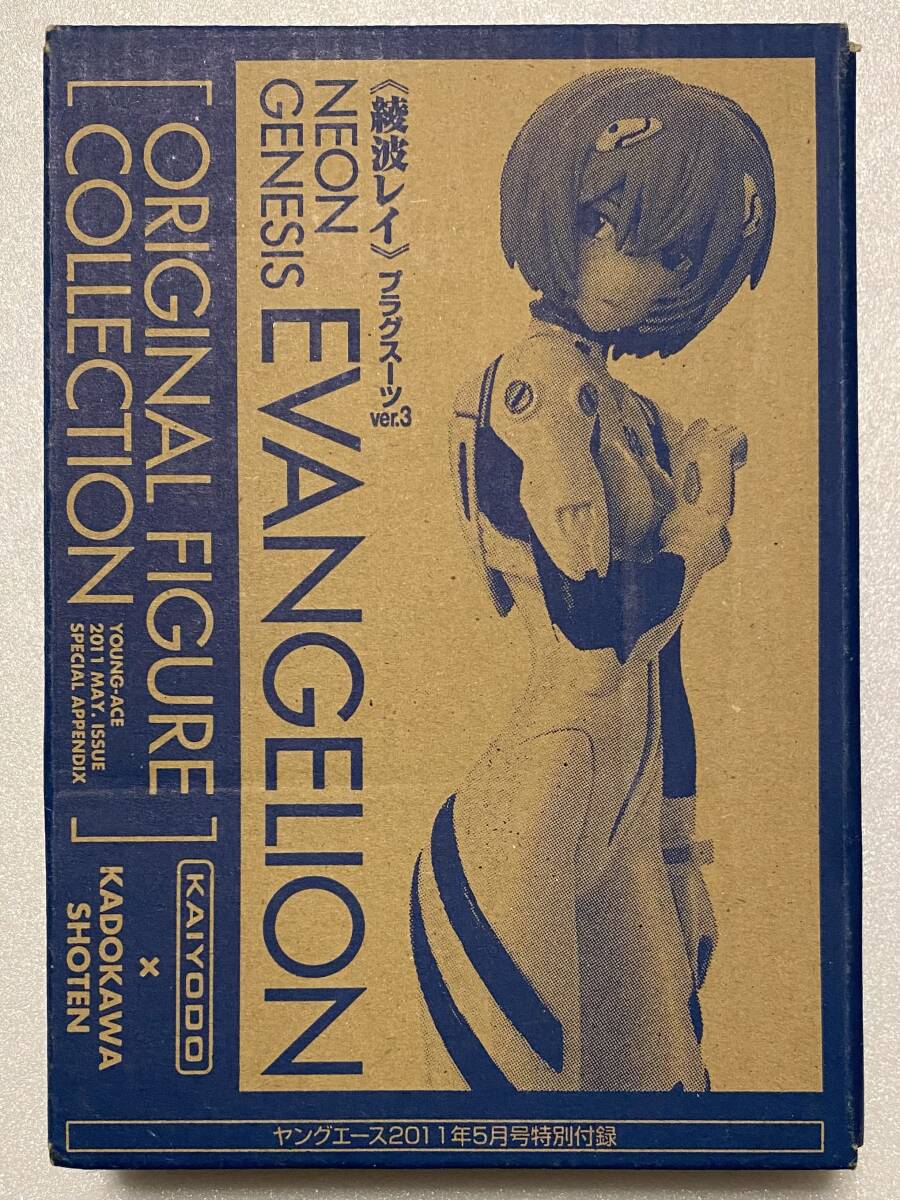 《綾波レイ》プラグスーツ ver.3
NEON
GENESIS
EVANGELION
[ORIGINAL FIGURE
COLLECTION]
YOUNG-ACE
2011 MAY. ISSUE
SPECIAL APPENDIX
KAIYODO
×
KADOKAWA
SHOTEN
ヤングエース2011年5月号特別付録